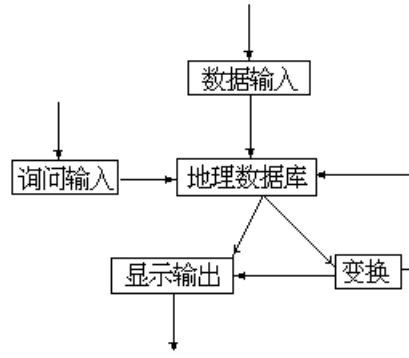 数据输入
询问输入
地理数据库
显示输出
变换